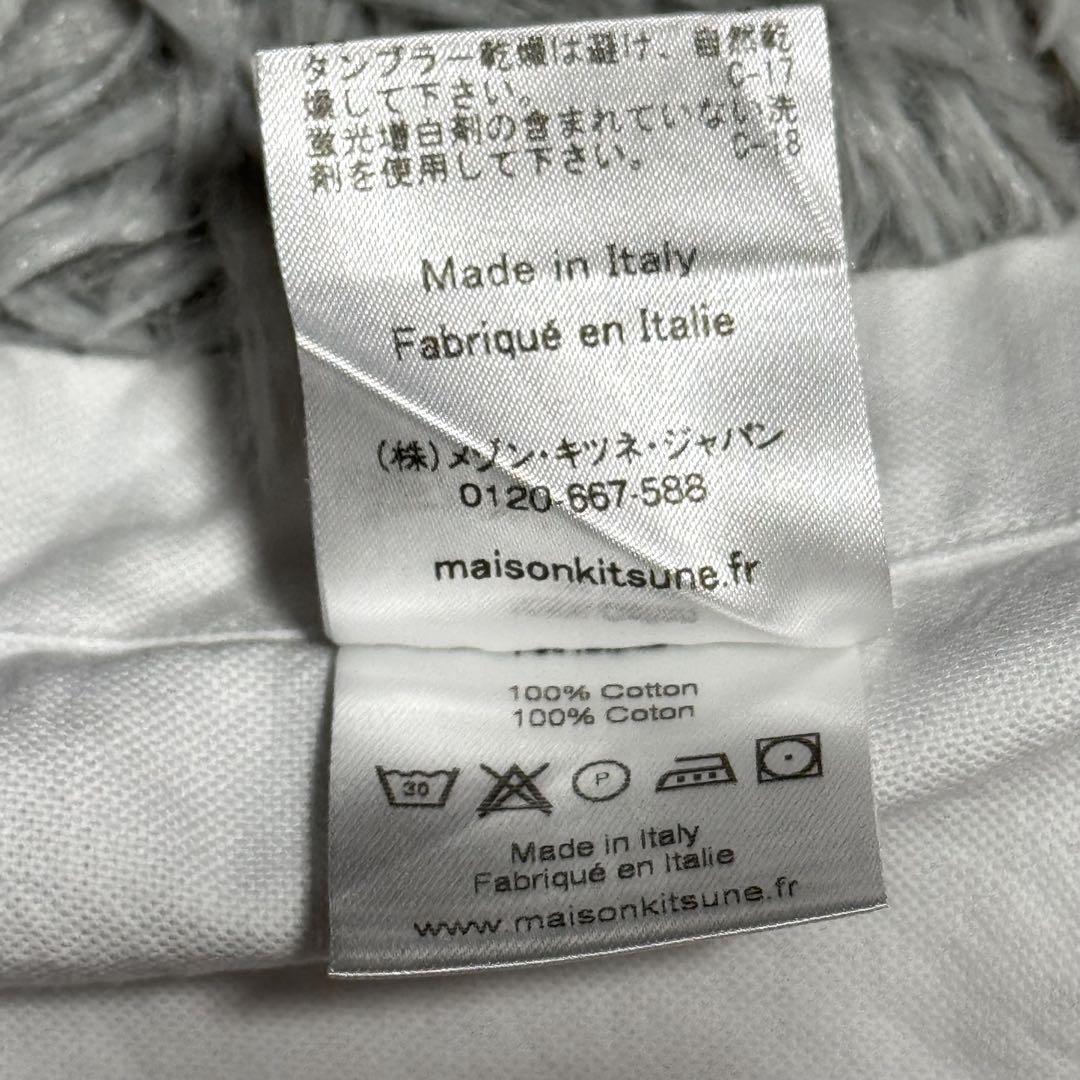 タンブラー乾燥は避け、自然乾
燥して下さい。 C-17
蛍光増白剤の含まれていない洗
剤を使用して下さい。 C-18
Made in Italy
Fabriqué en Italie
(株)メゾン・キツネ・ジャパン
0120-667-588
maisonkitsune.fr
100% Cotton
100% Coton
30
P
Made in Italy
Fabriqué en Italie
www.maisonkitsune.fr